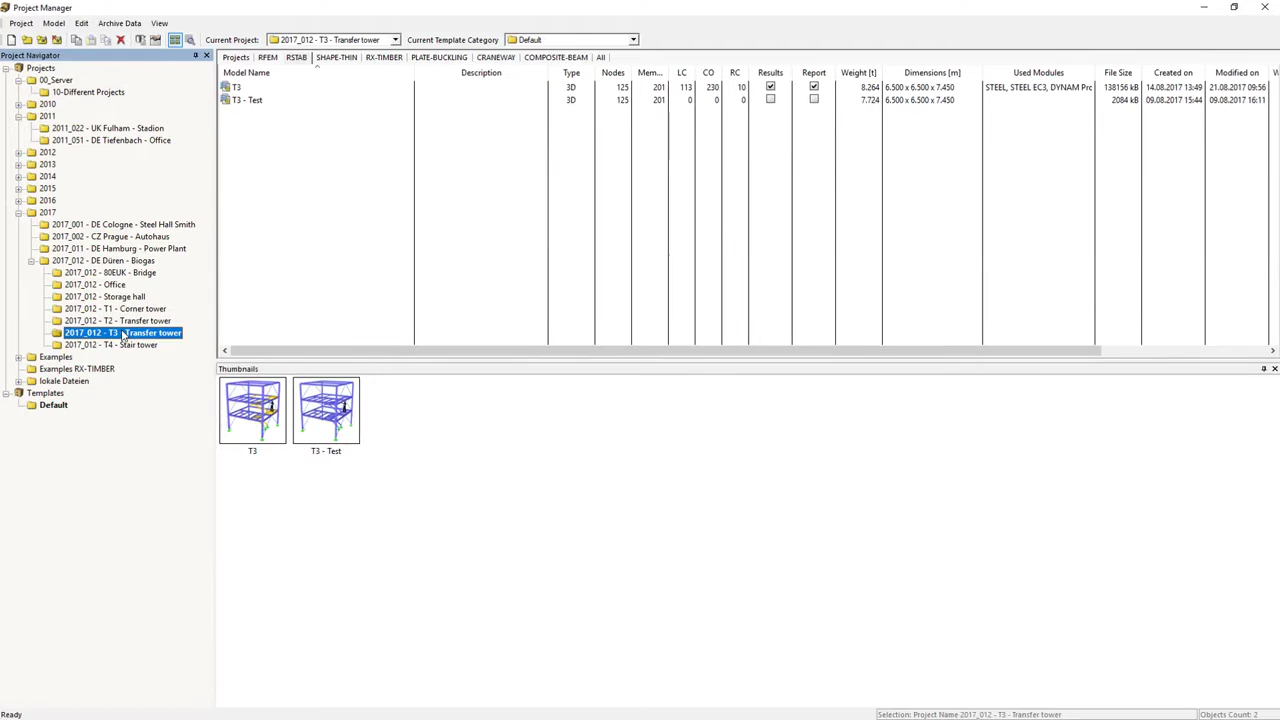 Project Manager
Project Model Edit Archive Data View
Current Project: 2017_012 - T3 - Transfer tower Current Template Category Default
Project Navigator
Projects
00_Server
10-Different Projects
2010
2011
2011_022 - UK Fulham - Stadion
2011_051 - DE Tiefenbach - Office
2012
2013
2014
2015
2016
2017
2017_001 - DE Cologne - Steel Hall Smith
2017_002 - CZ Prague - Autohaus
2017_011 - DE Hamburg - Power Plant
2017_012 - DE Düren - Biogas
2017_012 - 80EUK - Bridge
2017_012 - Office
2017_012 - Storage hall
2017_012 - T1 - Corner tower
2017_012 - T2 - Transfer tower
2017_012 - T3 - Transfer tower
2017_012 - T4 - Stair tower
Examples
Examples RX-TIMBER
lokale Dateien
Templates
Default
Projects RFEM RSTAB SHAPE-THIN RX-TIMBER PLATE-BUCKLING CRANEWAY COMPOSITE-BEAM All
Model Name Description Type Nodes Mem... LC CO RC Results Report Weight [t] Dimensions [m] Used Modules File Size Created on Modified on W
T3 3D 125 201 113 230 10 8.264 6.500 x 6.500 x 7.450 STEEL, STEEL EC3, DYNAM Prc 138156 kB 14.08.2017 13:49 21.08.2017 09:56
T3 - Test 3D 125 201 0 0 0 7.724 6.500 x 6.500 x 7.450 2084 kB 09.08.2017 15:44 09.08.2017 16:11
Thumbnails
T3 T3 - Test
Ready Selection: Project Name 2017_012 - T3 - Transfer tower Objects Count: 2